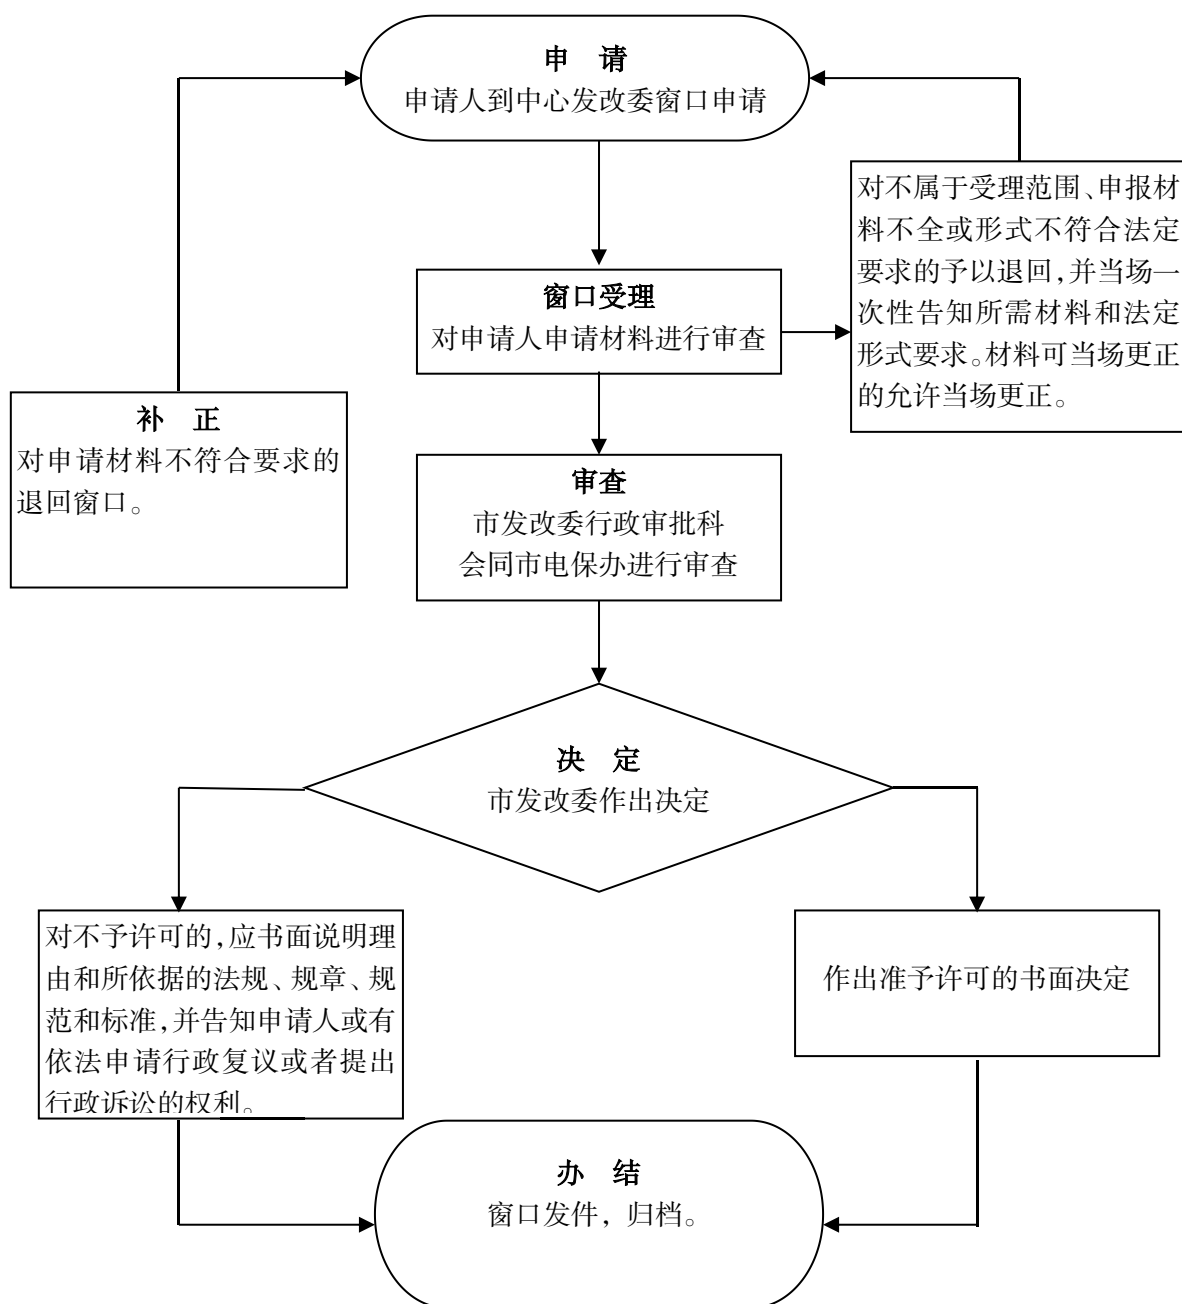 申　请
申请人到中心发改委窗口申请
对不属于受理范围、申报材
料不全或形式不符合法定
要求的予以退回,并当场一
次性告知所需材料和法定
形式要求。材料可当场更正
的允许当场更正。
窗口受理
对申请人申请材料进行审查
补　正
对申请材料不符合要求的
退回窗口。
审查
市发改委行政审批科
会同市电保办进行审查
决　定
市发改委作出决定
对不予许可的,应书面说明理
由和所依据的法规、规章、规
范和标准,并告知申请人或有
依法申请行政复议或者提出
行政诉讼的权利。
作出准予许可的书面决定
办　结
窗口发件，归档。